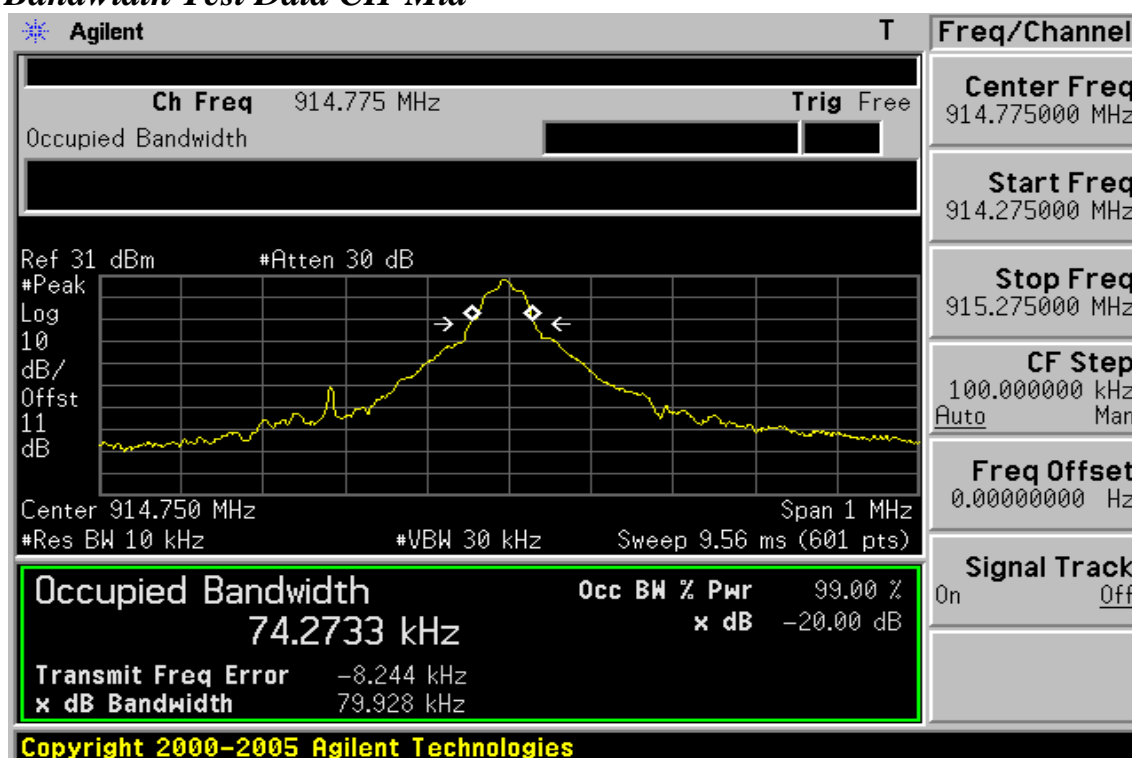 Bandwidth Test Data CH-Mid
Agilent T
Ch Freq 914.775 MHz Trig Free
Occupied Bandwidth
Ref 31 dBm #Atten 30 dB
#Peak
Log
10
dB/
Offst
11
dB
Center 914.750 MHz Span 1 MHz
#Res BW 10 kHz #VBW 30 kHz Sweep 9.56 ms (601 pts)
Occupied Bandwidth Occ BW % Pwr 99.00 %
74.2733 kHz x dB -20.00 dB
Transmit Freq Error -8.244 kHz
x dB Bandwidth 79.928 kHz
Copyright 2000-2005 Agilent Technologies
Freq/Channel
Center Freq
914.775000 MHz
Start Freq
914.275000 MHz
Stop Freq
915.275000 MHz
CF Step
100.000000 kHz
Auto Man
Freq Offset
0.00000000 Hz
Signal Track
On Off